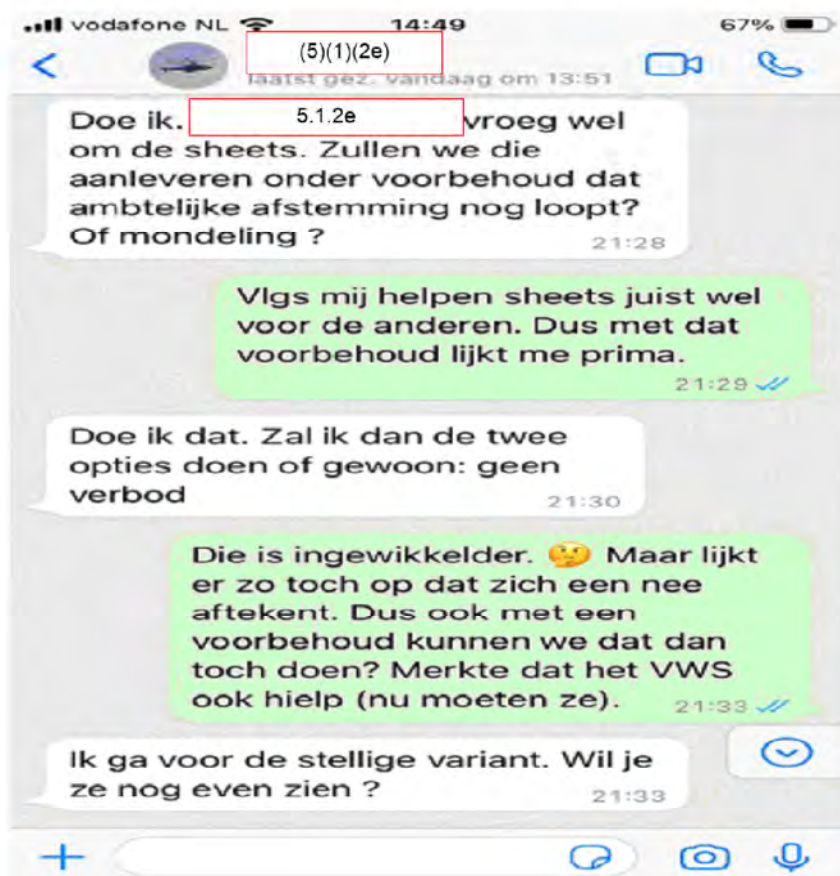 vodafone NL 14:49 67%
(5)(1)(2e)
laatst gez. vandaag om 13:51
Doe ik. 5.1.2e vroeg wel
om de sheets. Zullen we die
aanleveren onder voorbehoud dat
ambtelijke afstemming nog loopt?
Of mondeling ? 21:28
Vlgs mij helpen sheets juist wel
voor de anderen. Dus met dat
voorbehoud lijkt me prima.
21:29
Doe ik dat. Zal ik dan de twee
opties doen of gewoon: geen
verbod 21:30
Die is ingewikkelder. 🤔 Maar lijkt
er zo toch op dat zich een nee
aftekent. Dus ook met een
voorbehoud kunnen we dat dan
toch doen? Merkte dat het VWS
ook hielp (nu moeten ze). 21:33
Ik ga voor de stellige variant. Wil je
ze nog even zien ? 21:33